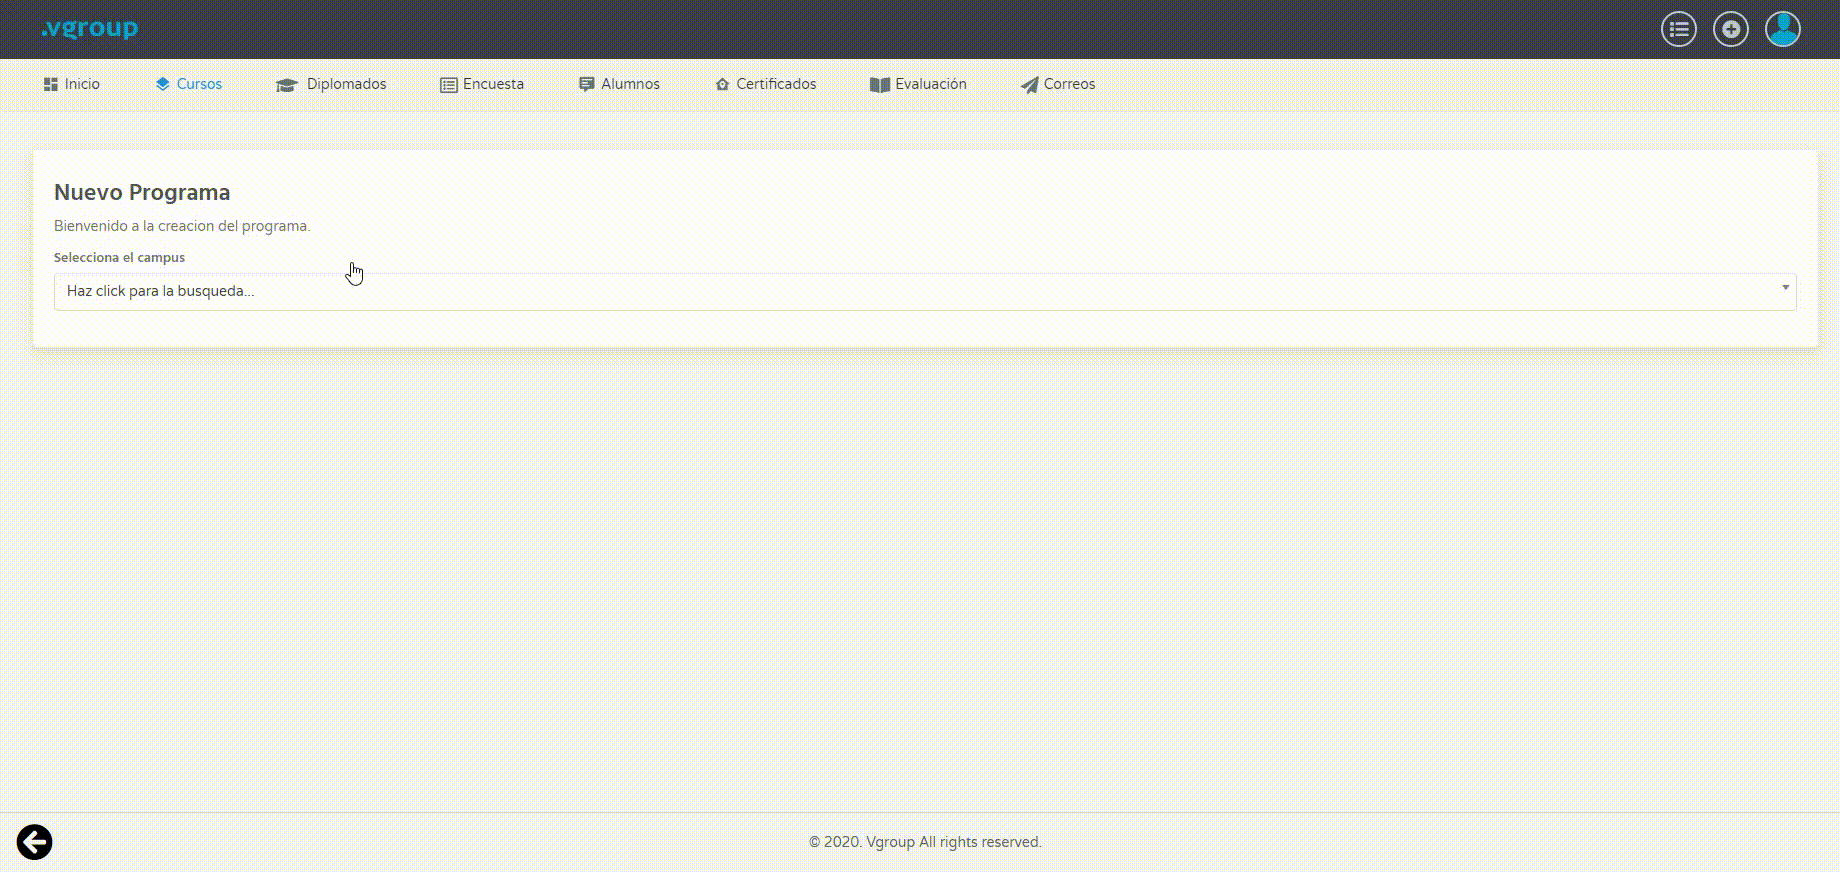 .vgroup
Inicio Cursos Diplomados Encuesta Alumnos Certificados Evaluación Correos
Nuevo Programa
Bienvenido a la creacion del programa.
Selecciona el campus
Haz click para la busqueda...
© 2020. Vgroup All rights reserved.